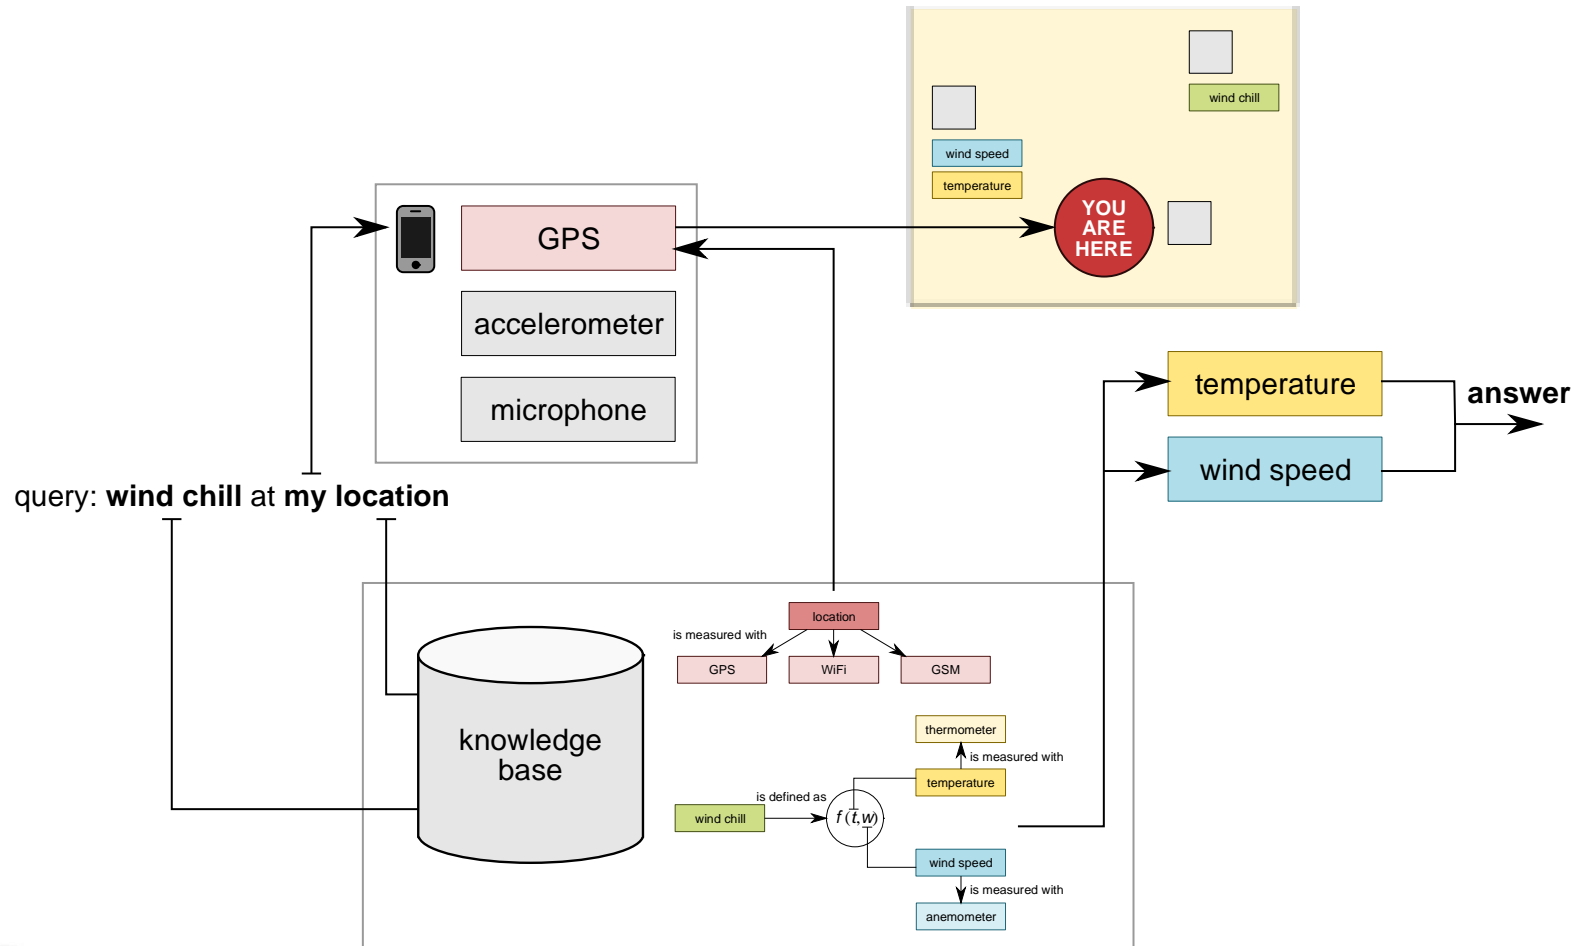 wind chill
wind speed
temperature
YOU
ARE
HERE
GPS
accelerometer
microphone
temperature
wind speed
answer
query: wind chill at my location
knowledge
base
location
is measured with
GPS
WiFi
GSM
thermometer
is measured with
temperature
is defined as
wind chill
f(t,w)
wind speed
is measured with
anemometer